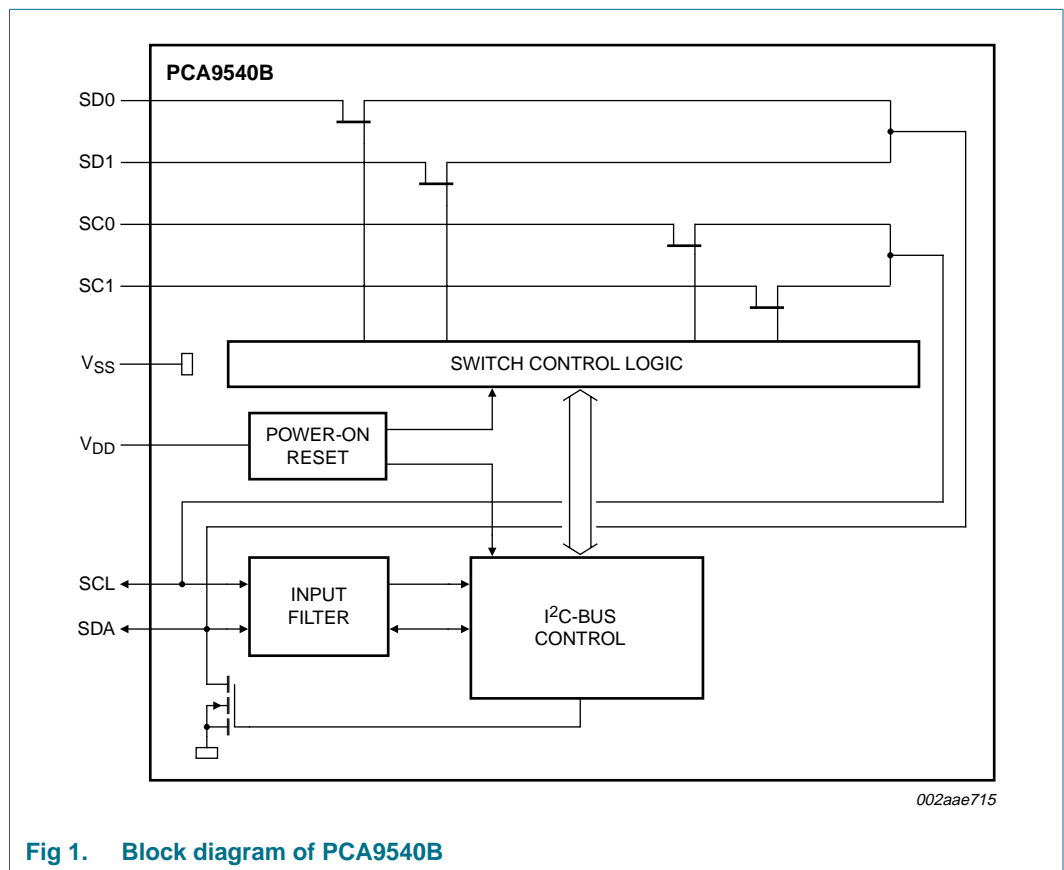 PCA9540B
SD0
SD1
SC0
SC1
VSS
SWITCH CONTROL LOGIC
VDD
POWER-ON
RESET
SCL
SDA
INPUT
FILTER
I2C-BUS
CONTROL
002aae715
Fig 1. Block diagram of PCA9540B